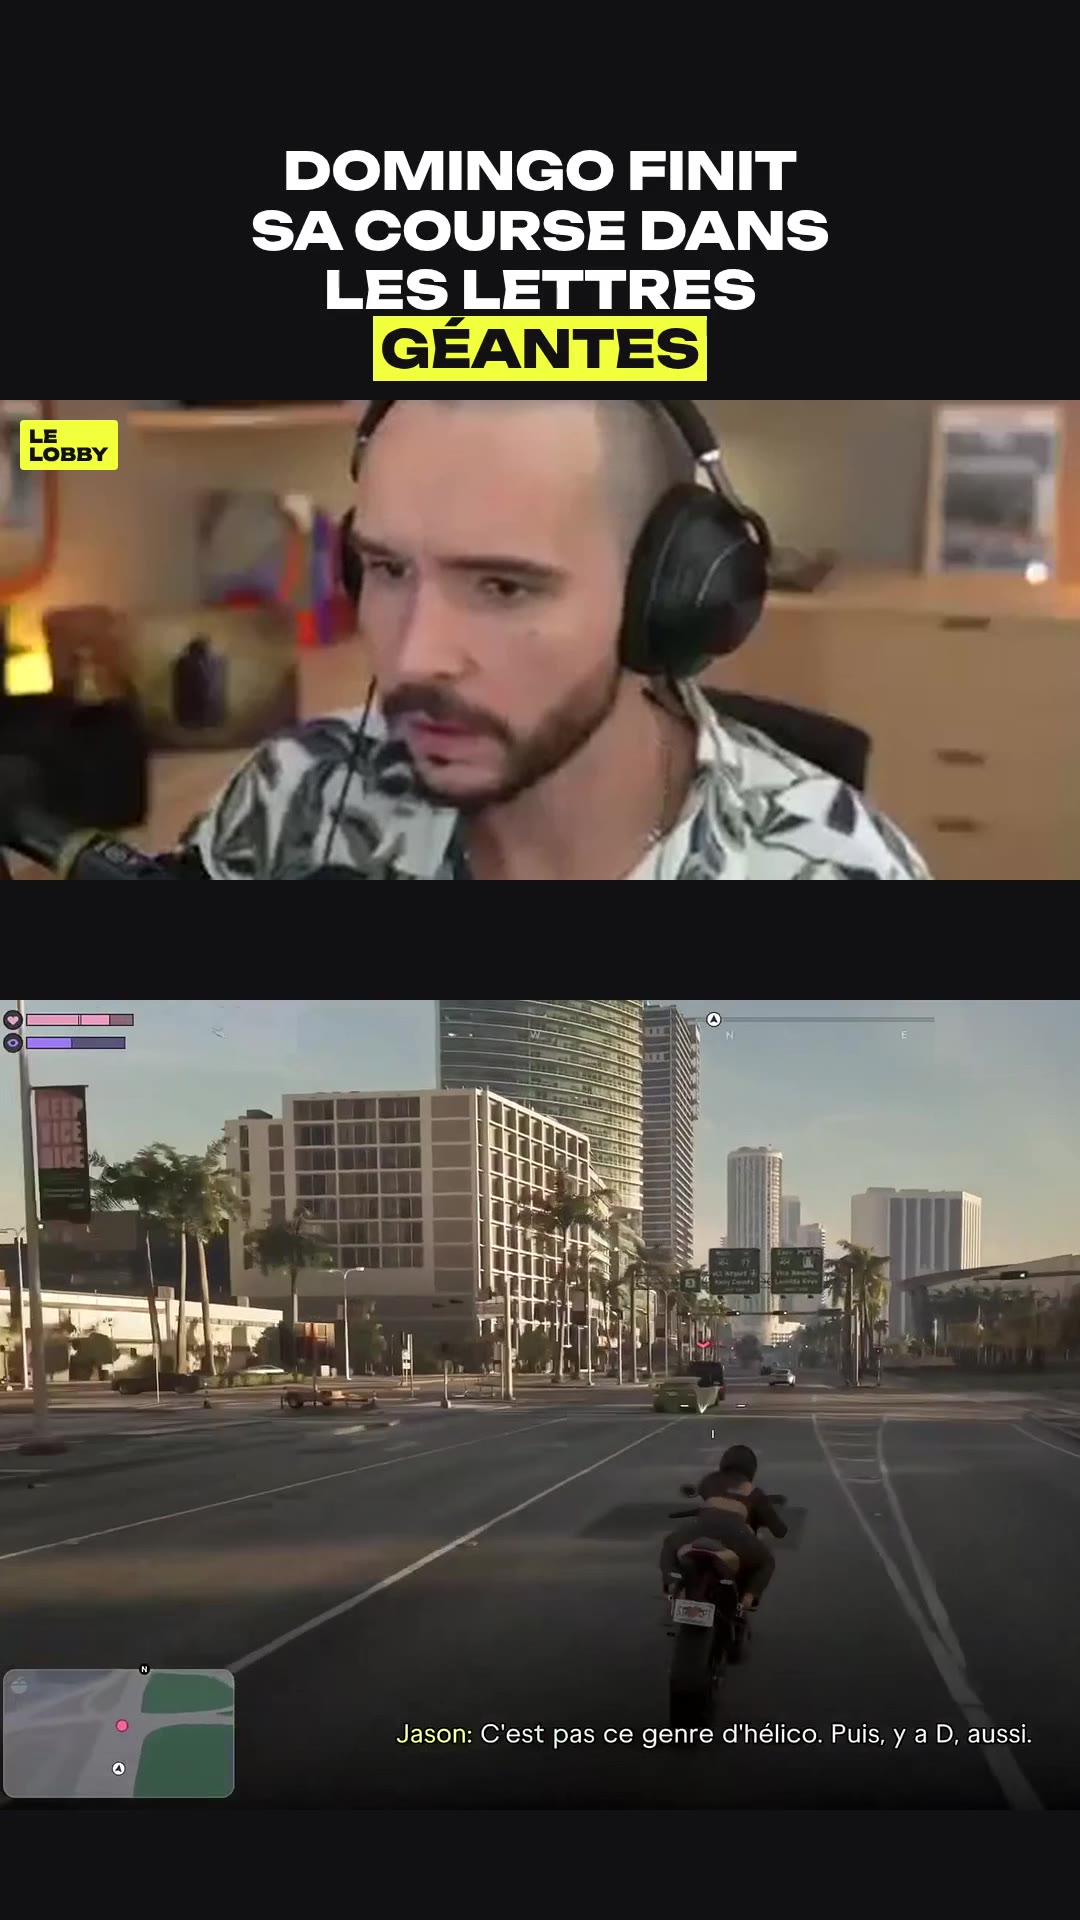 DOMINGO FINIT
SA COURSE DANS
LES LETTRES
GÉANTES
LE
LOBBY
W
N
E
KEEP
VICE
NICE
3
N
Jason: C'est pas ce genre d'hélico. Puis, y a D, aussi.